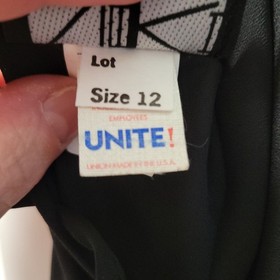 Lot
Size 12
EMPLOYEES
UNITE!
UNION MADE IN THE U.S.A.